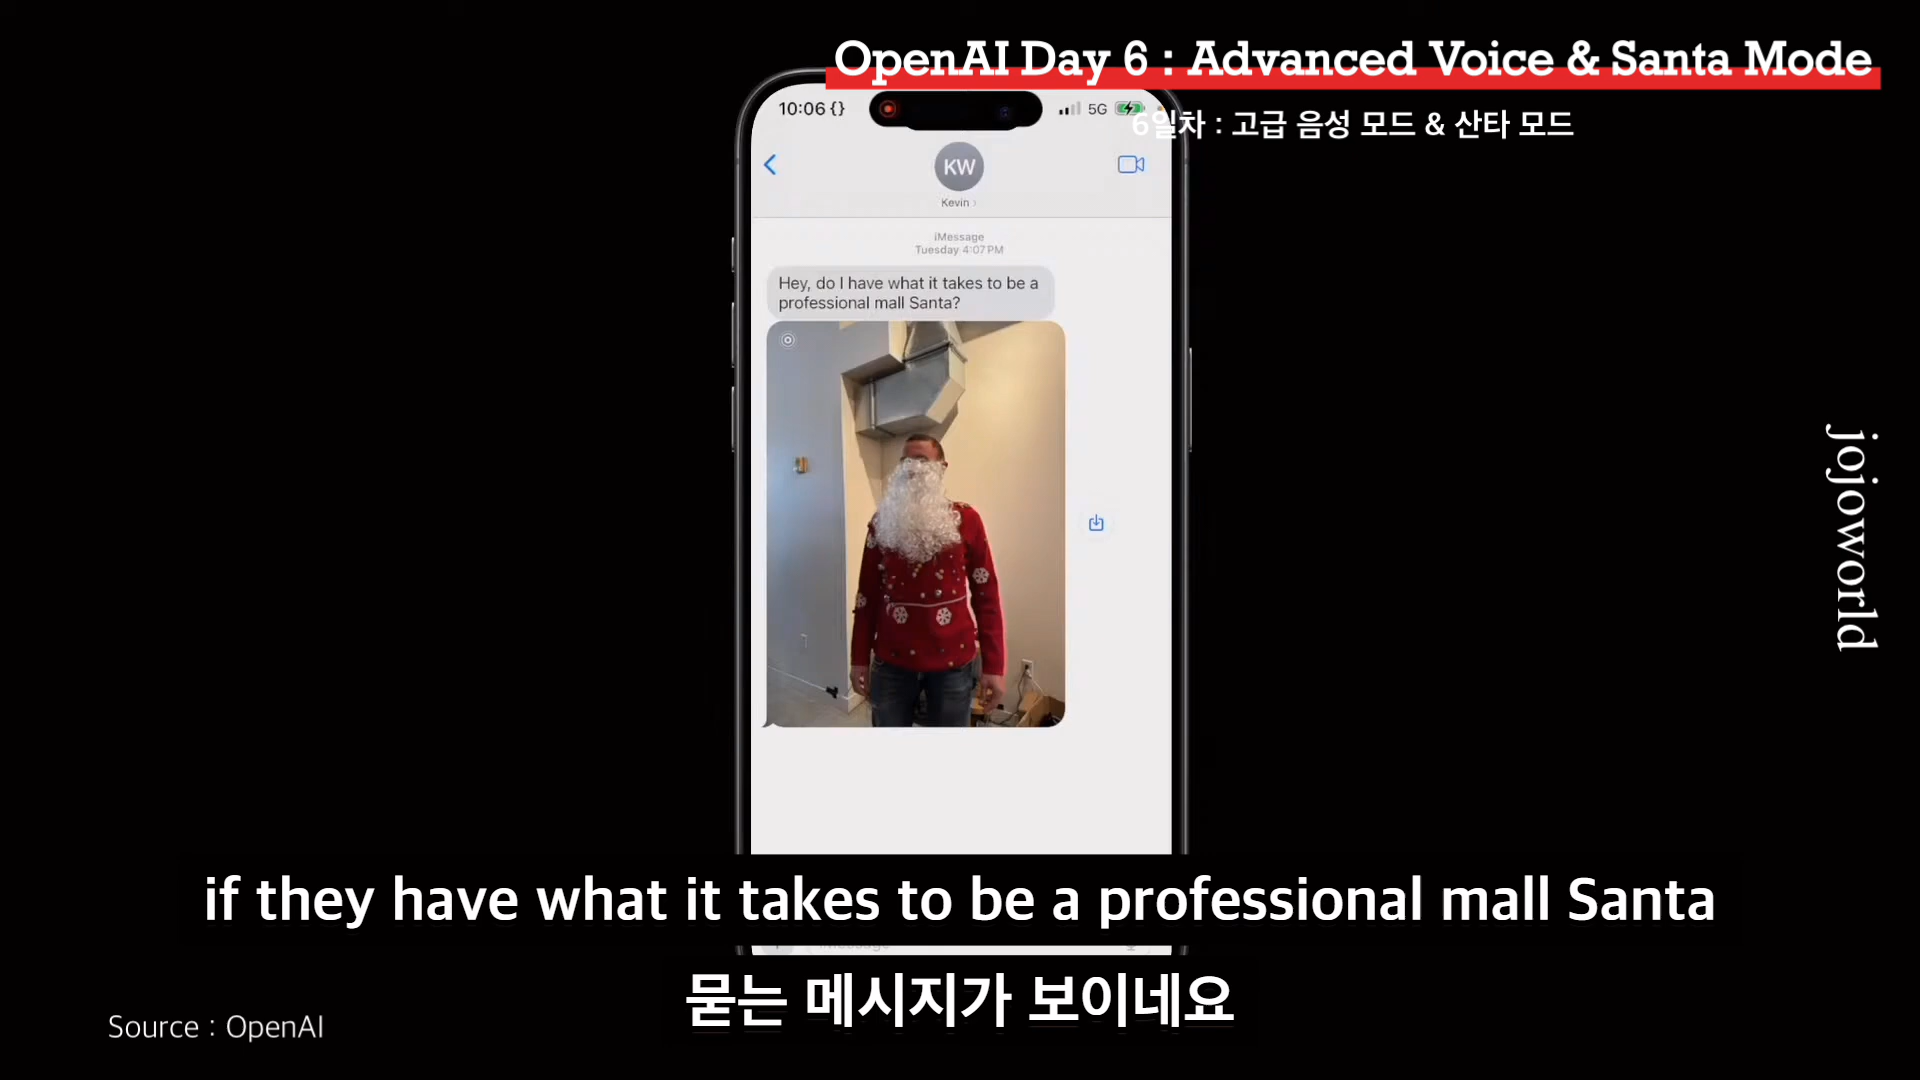 OpenAI Day 6 : Advanced Voice & Santa Mode
6일차 : 고급 음성 모드 & 산타 모드
10:06 {}
5G
KW
Kevin
iMessage
Tuesday 4:07 PM
Hey, do I have what it takes to be a
professional mall Santa?
jojoworld
if they have what it takes to be a professional mall Santa
iMessage
묻는 메시지가 보이네요
Source : OpenAI